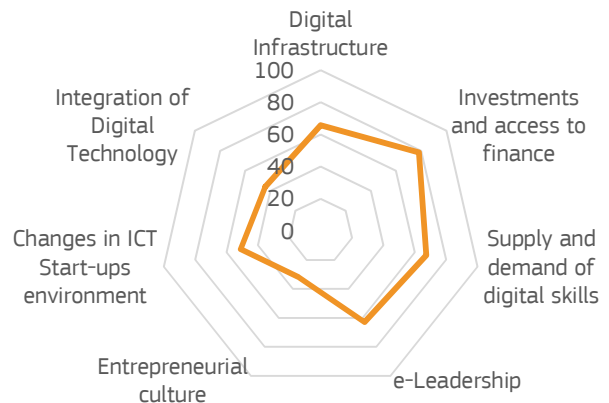 Digital
Infrastructure
100
80
60
40
20
0
Investments
and access to
finance
Supply and
demand of
digital skills
e-Leadership
Entrepreneurial
culture
Changes in ICT
Start-ups
environment
Integration of
Digital
Technology